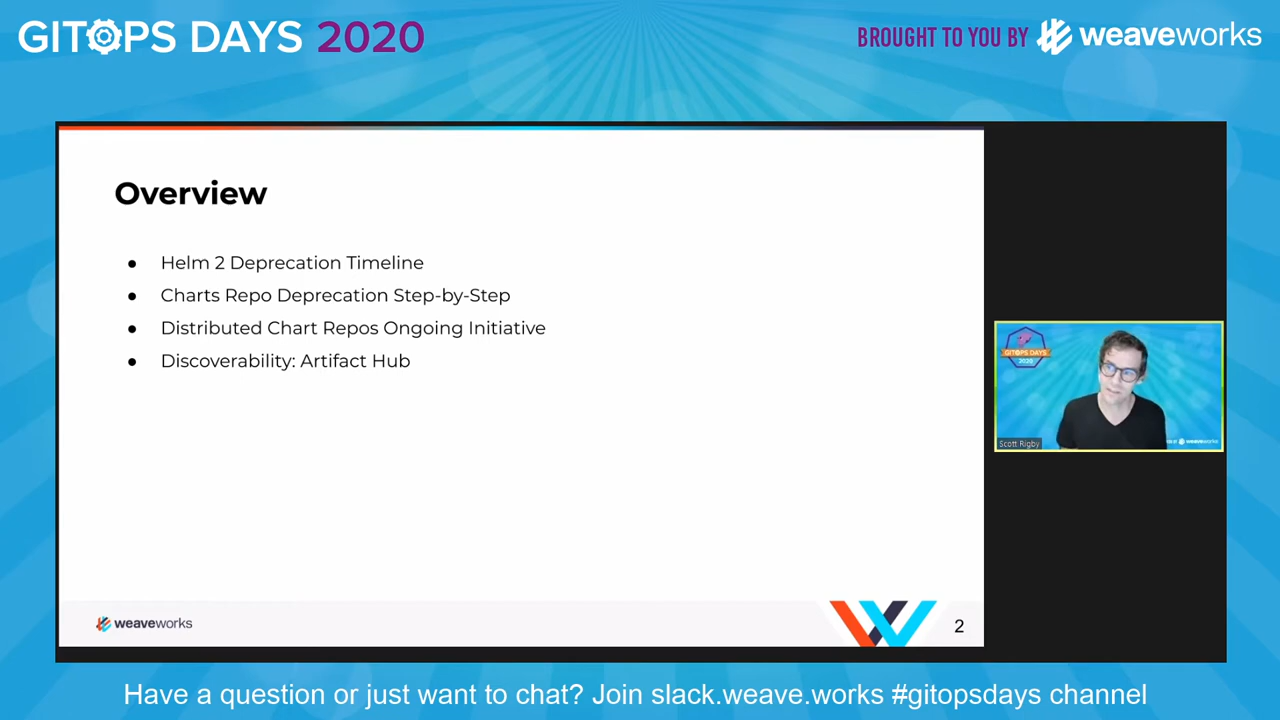 GITOPS DAYS 2020
BROUGHT TO YOU BY weaveworks
Overview
● Helm 2 Deprecation Timeline
● Charts Repo Deprecation Step-by-Step
● Distributed Chart Repos Ongoing Initiative
● Discoverability: Artifact Hub
GITOPS DAYS
2020
Scott Rigby
weaveworks
weaveworks
2
Have a question or just want to chat? Join slack.weave.works #gitopsdays channel